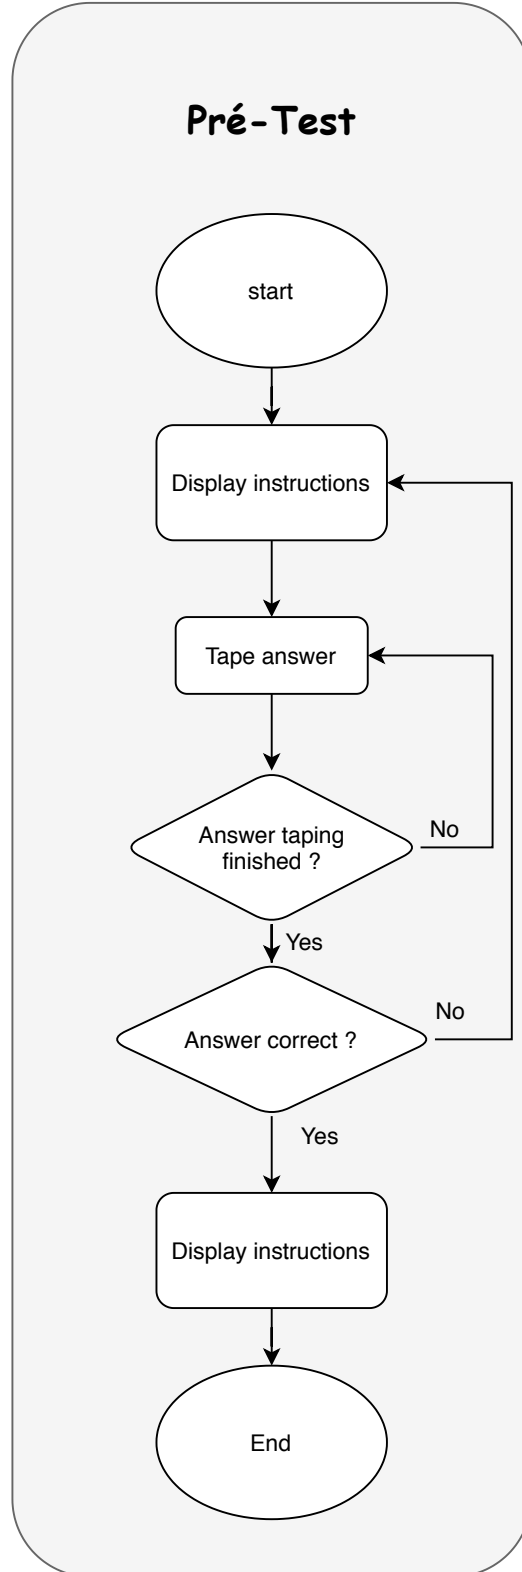 Pré-Test
start
Display instructions
Tape answer
Answer taping
finished ?
No
Yes
Answer correct ?
No
Yes
Display instructions
End